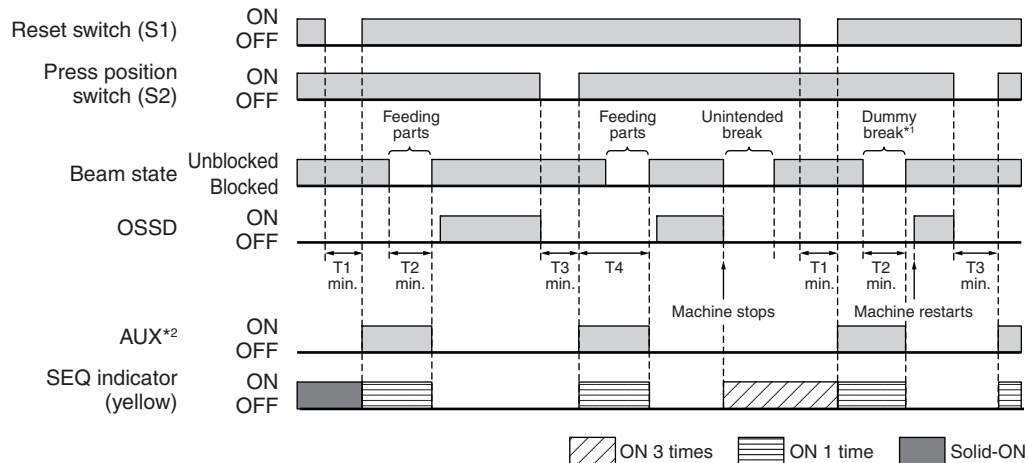 Reset switch (S1)
ON
OFF
Press position
switch (S2)
ON
OFF
Feeding
parts
Feeding
parts
Unintended
break
Dummy
break*1
Beam state
Unblocked
Blocked
OSSD
ON
OFF
T1
min.
T2
min.
T3
min.
T4
T1
min.
T2
min.
T3
min.
Machine stops
Machine restarts
AUX*2
ON
OFF
SEQ indicator
(yellow)
ON
OFF
ON 3 times
ON 1 time
Solid-ON